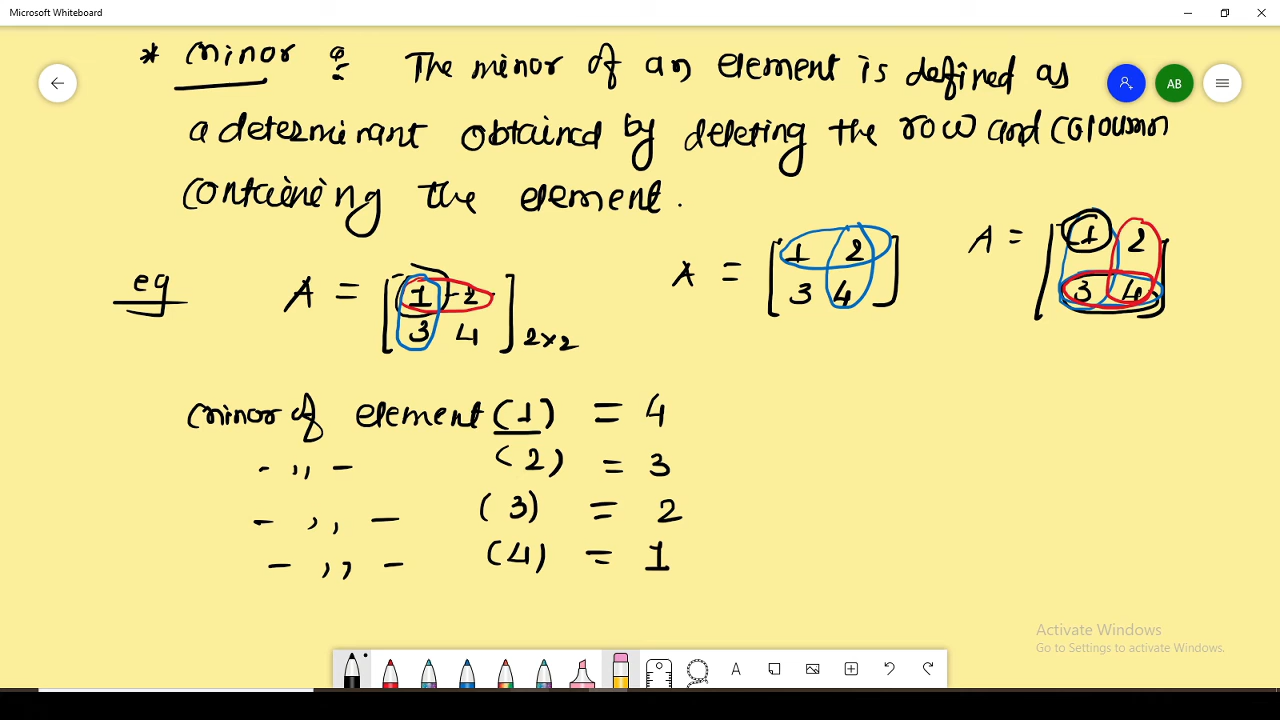 Microsoft Whiteboard
* Minor : The minor of an element is defined as
a determinant obtained by deleting the row and coloumn
containing the element.
AB
eg A = [1 2
3 4] 2x2
A = [1 2
3 4]
A = [1 2
3 4]
minor of element (1) = 4
- ,, - (2) = 3
- ,, - (3) = 2
- ,, - (4) = 1
Activate Windows
Go to Settings to activate Windows.
A